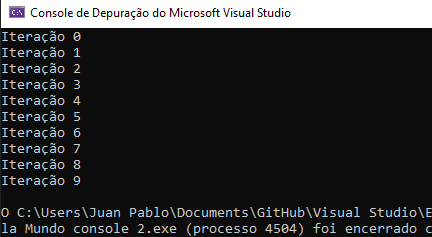 C:\ Console de Depuração do Microsoft Visual Studio
Iteração 0
Iteração 1
Iteração 2
Iteração 3
Iteração 4
Iteração 5
Iteração 6
Iteração 7
Iteração 8
Iteração 9
O C:\Users\Juan Pablo\Documents\GitHub\Visual Studio\E
la Mundo console 2.exe (processo 4504) foi encerrado c